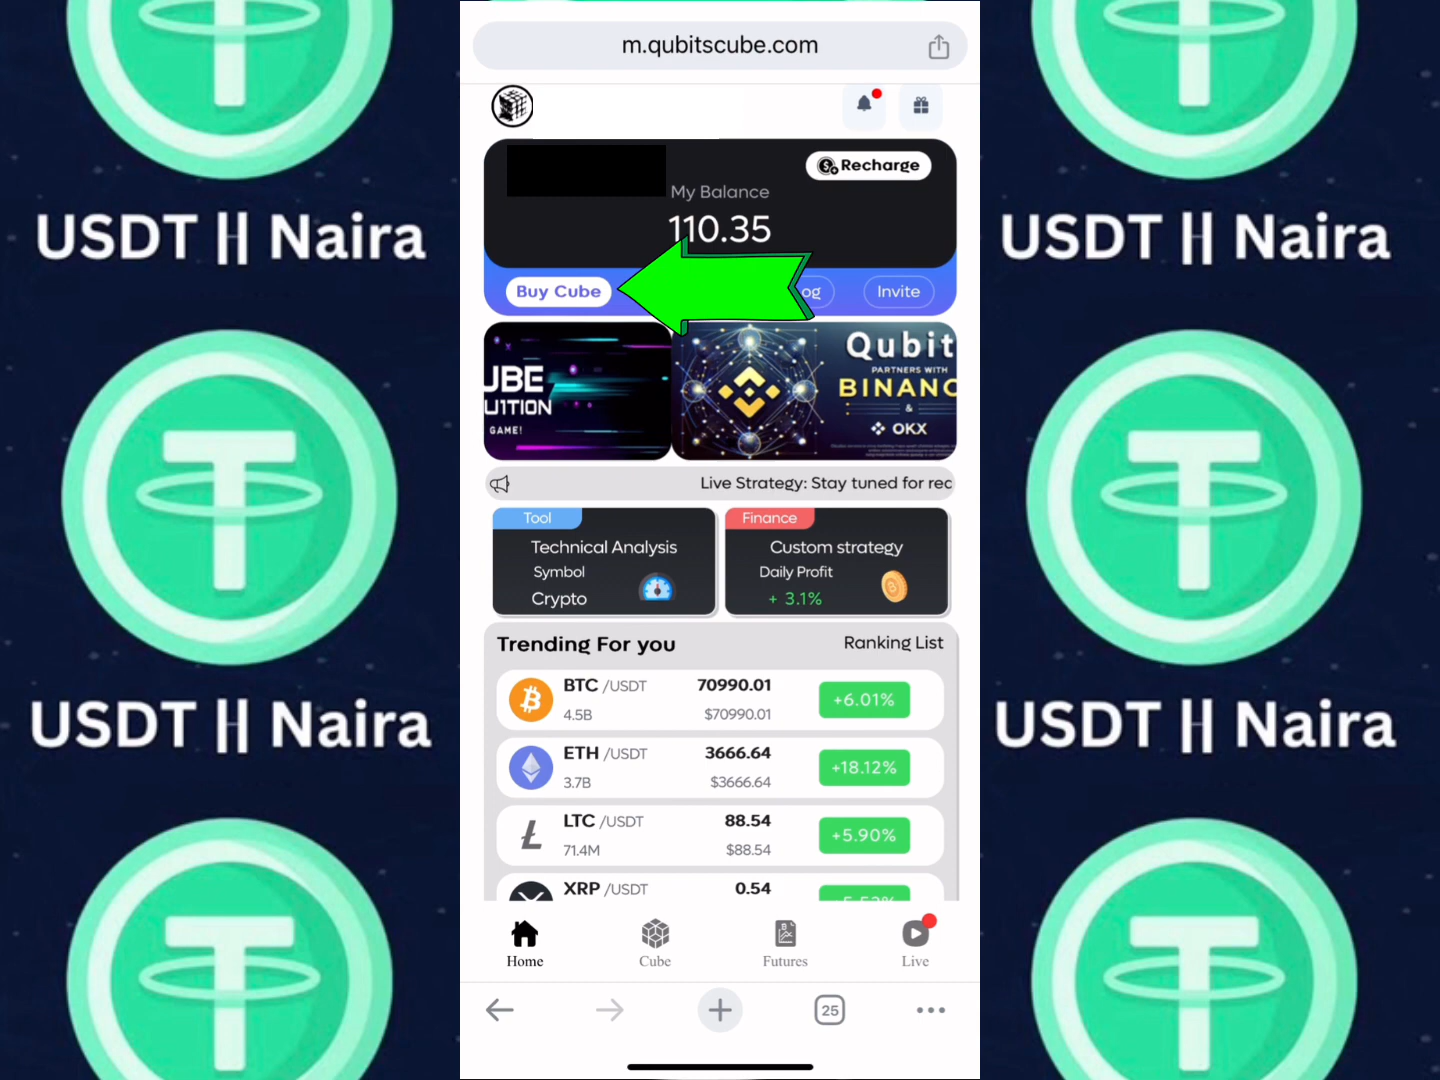 m.qubitscube.com
Recharge
My Balance
110.35
Buy Cube
og
Invite
UBE
U1TION
GAME!
Qubit
PARTNERS WITH
BINANC
&
OKX
Live Strategy: Stay tuned for rec
Tool
Technical Analysis
Symbol
Crypto
Finance
Custom strategy
Daily Profit
+ 3.1%
Trending For you
Ranking List
BTC /USDT
70990.01
+6.01%
4.5B
$70990.01
ETH /USDT
3666.64
+18.12%
3.7B
$3666.64
LTC /USDT
88.54
+5.90%
71.4M
$88.54
XRP /USDT
0.54
Home
Cube
Futures
Live
25
USDT || Naira
USDT || Naira
USDT || Naira
USDT || Naira